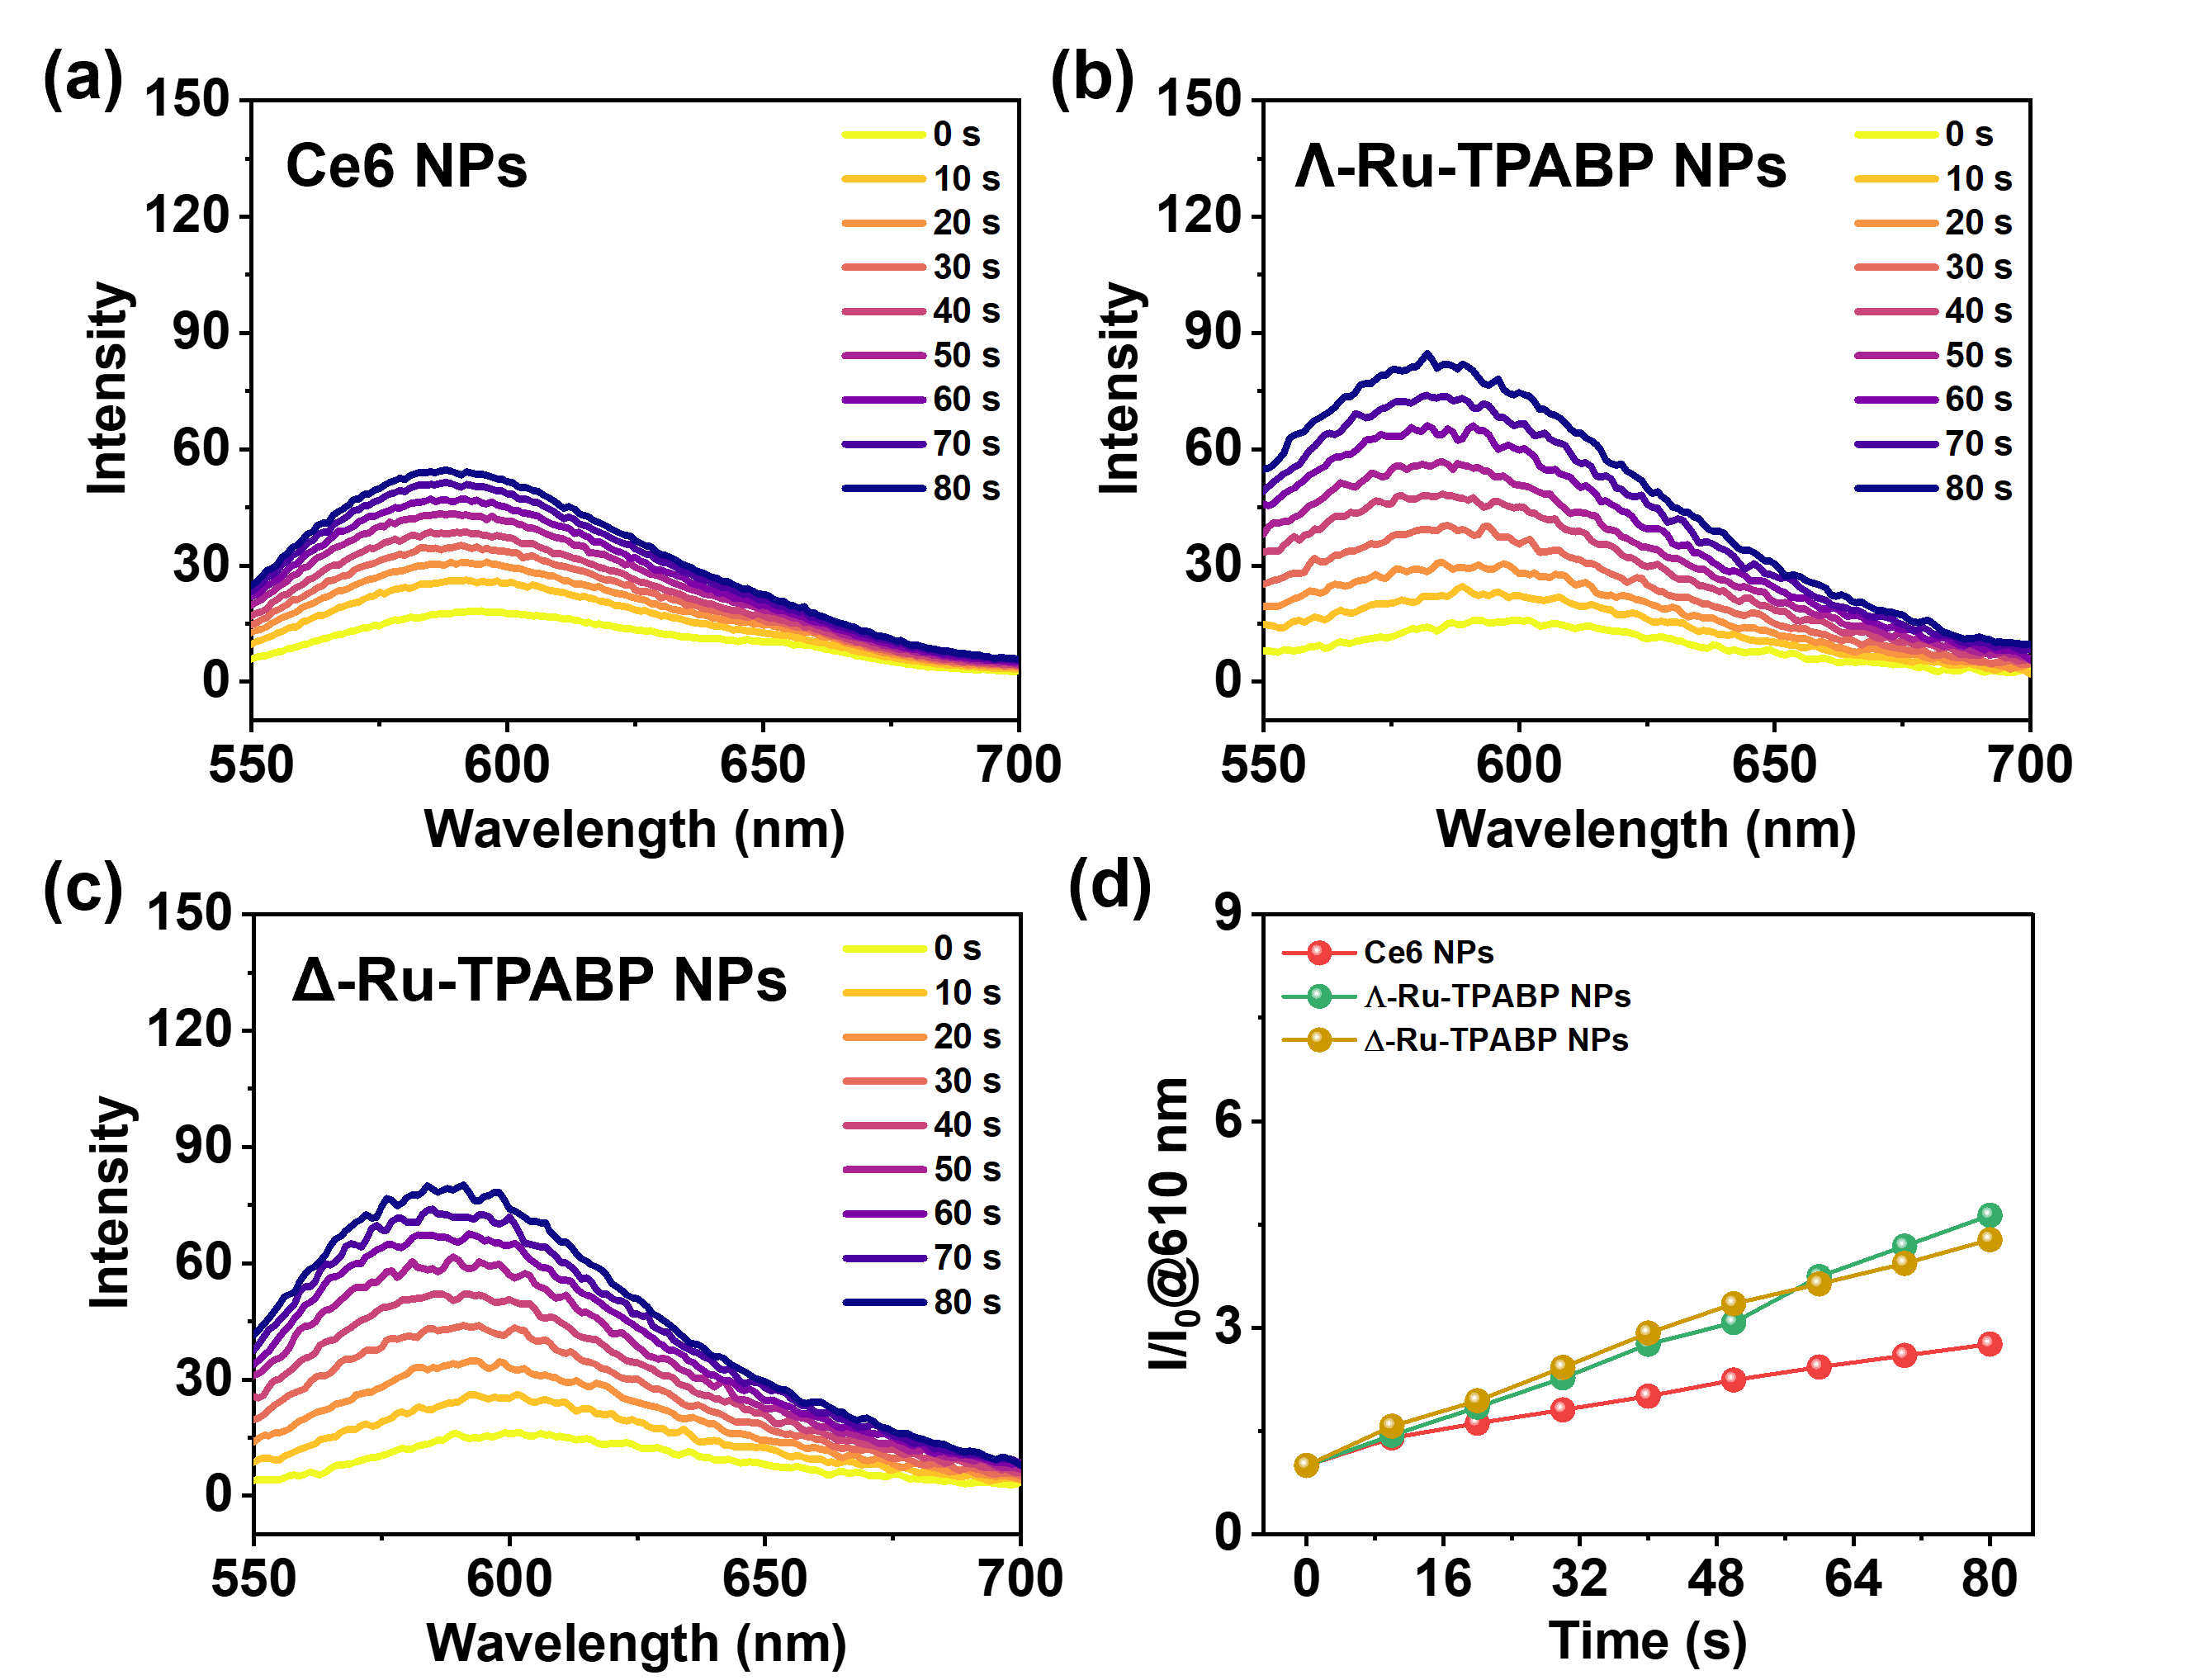 (a)
150
120
90
60
30
0
Intensity
Ce6 NPs
0 s
10 s
20 s
30 s
40 s
50 s
60 s
70 s
80 s
550 600 650 700
Wavelength (nm)
(b)
150
120
90
60
30
0
Intensity
Λ-Ru-TPABP NPs
0 s
10 s
20 s
30 s
40 s
50 s
60 s
70 s
80 s
550 600 650 700
Wavelength (nm)
(c)
150
120
90
60
30
0
Intensity
Δ-Ru-TPABP NPs
0 s
10 s
20 s
30 s
40 s
50 s
60 s
70 s
80 s
550 600 650 700
Wavelength (nm)
(d)
9
6
3
0
I/I₀@610 nm
Ce6 NPs
Λ-Ru-TPABP NPs
Δ-Ru-TPABP NPs
0 16 32 48 64 80
Time (s)